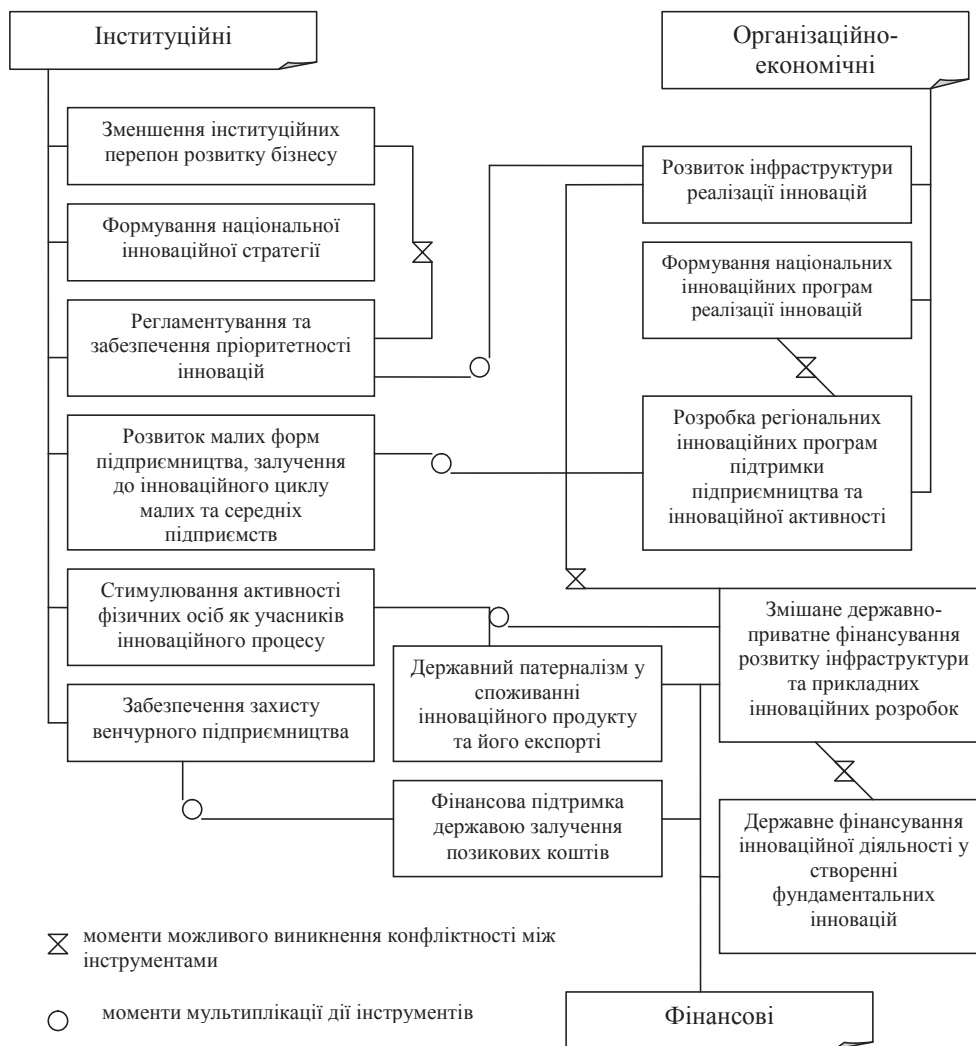 Інституційні
Організаційно-
економічні
Зменшення інституційних
перепон розвитку бізнесу
Формування національної
інноваційної стратегії
Регламентування та
забезпечення пріоритетності
інновацій
Розвиток малих форм
підприємництва, залучення
до інноваційного циклу
малих та середніх
підприємств
Стимулювання активності
фізичних осіб як учасників
інноваційного процесу
Забезпечення захисту
венчурного підприємництва
Розвиток інфраструктури
реалізації інновацій
Формування національних
інноваційних програм
реалізації інновацій
Розробка регіональних
інноваційних програм
підтримки
підприємництва та
інноваційної активності
Державний патерналізм у
споживанні
інноваційного продукту
та його експорті
Фінансова підтримка
державою залучення
позикових коштів
Змішане державно-
приватне фінансування
розвитку інфраструктури
та прикладних
інноваційних розробок
Державне фінансування
інноваційної діяльності у
створенні
фундаментальних
інновацій
моменти можливого виникнення конфліктності між
інструментами
моменти мультиплікації дії інструментів
Фінансові